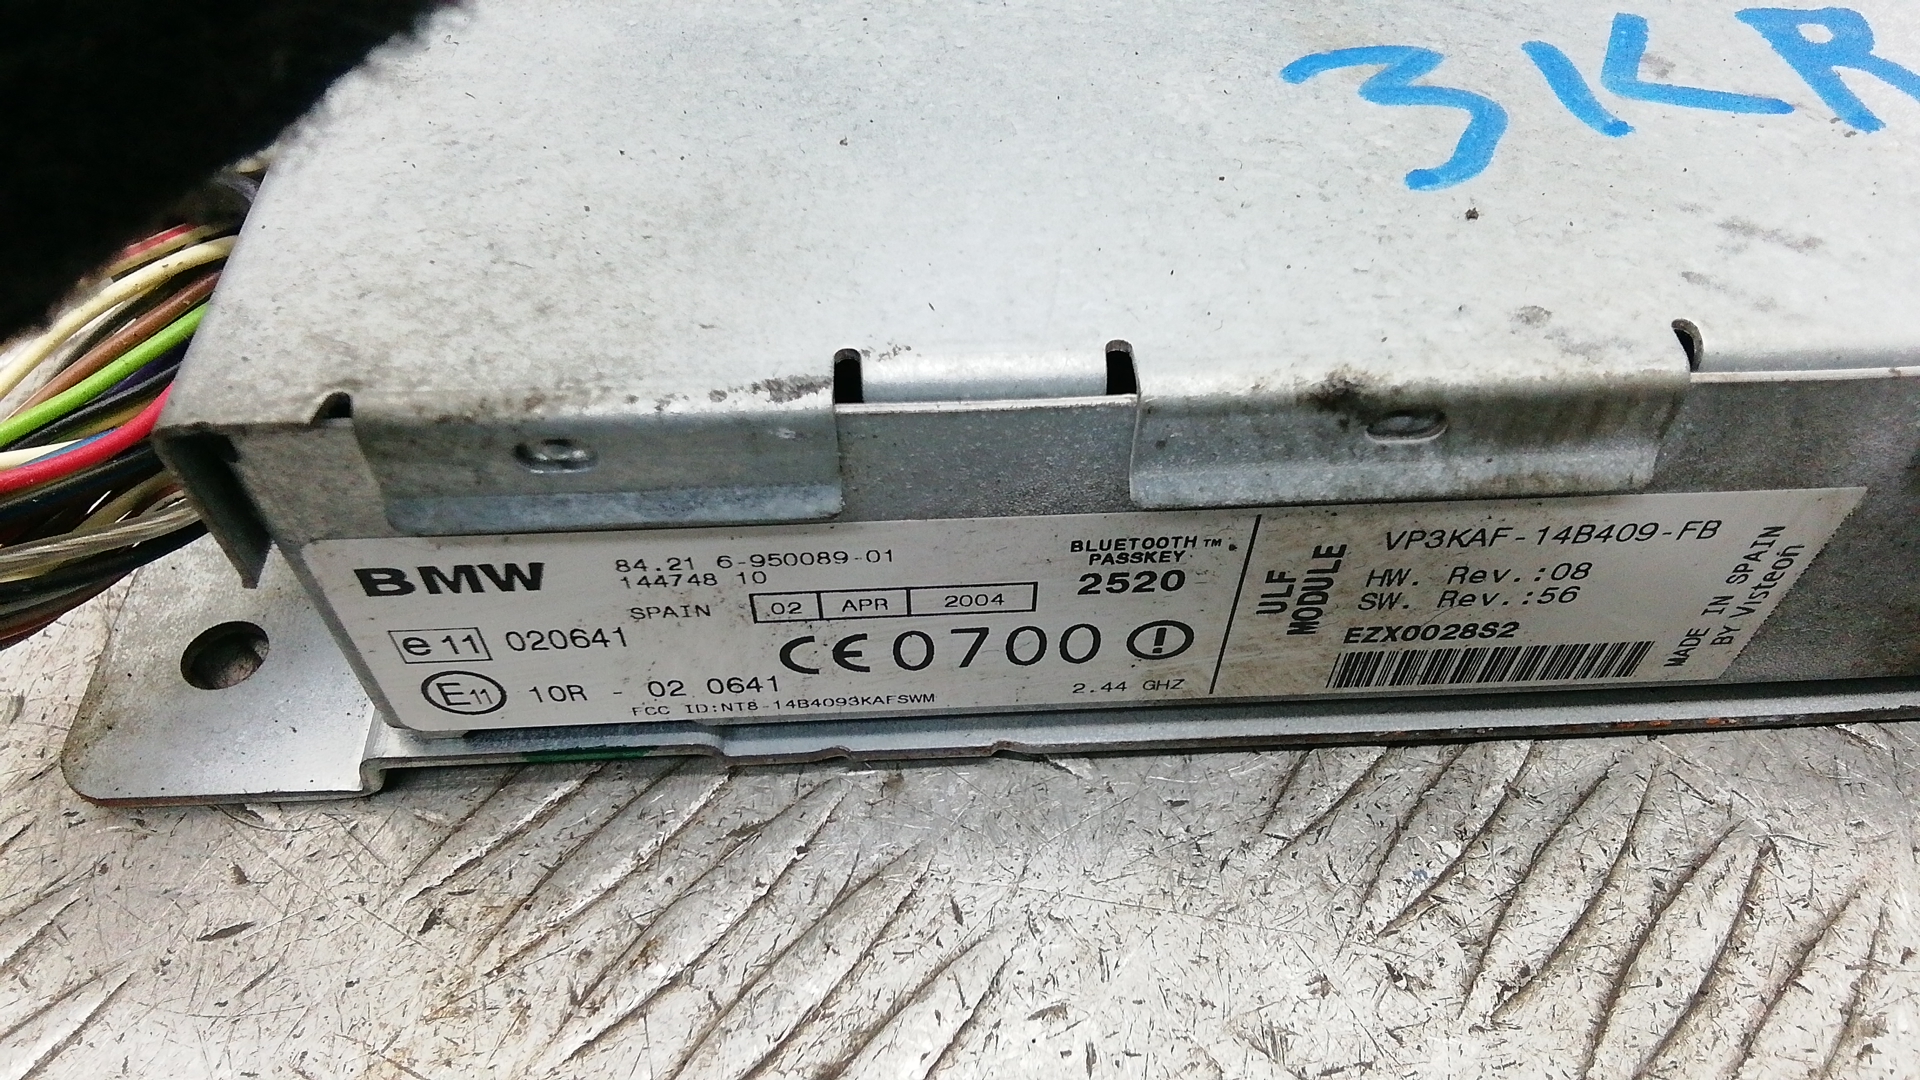 3KR
BMW
84.21 6-950089-01
144748 10
SPAIN 02 APR 2004
e11 020641
CE0700
E11 10R - 02 0641
FCC ID:NT8-14B4093KAFSWM
BLUETOOTH™
PASSKEY
2520
2.44 GHZ
ULF
MODULE
VP3KAF-14B409-FB
HW. Rev.:08
SW. Rev.:56
EZX0028S2
MADE IN SPAIN
BY Visteon